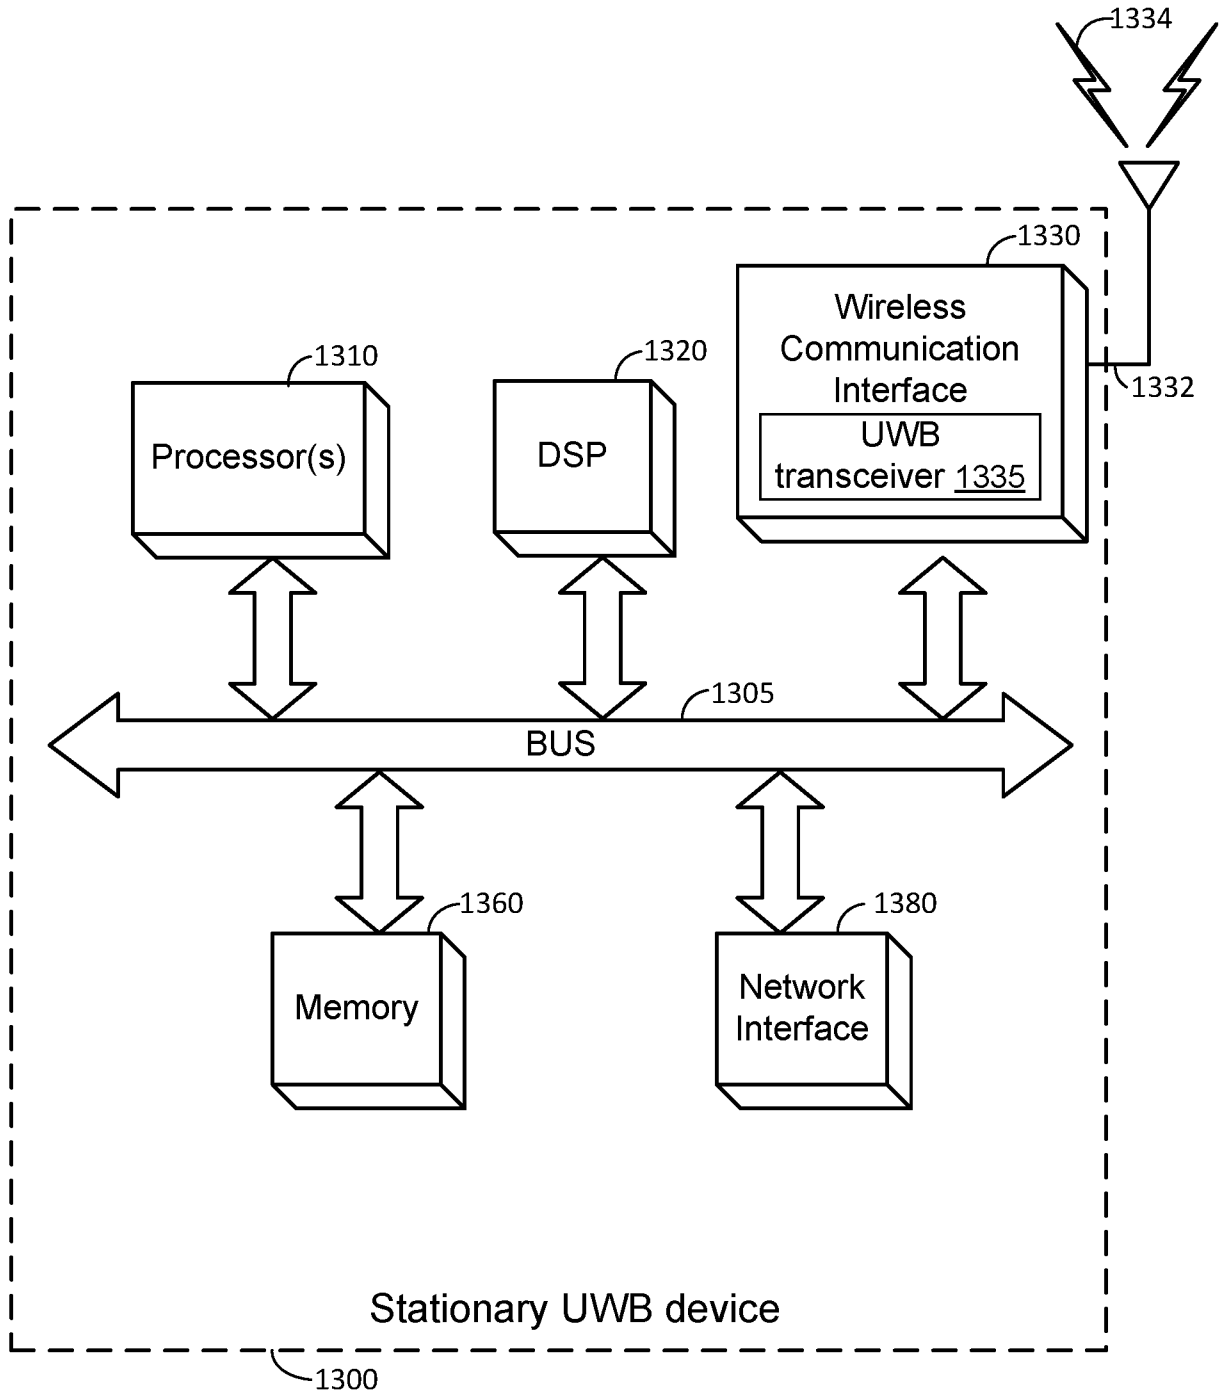 1334
1330
Wireless
Communication
Interface
UWB
transceiver 1335
1332
1310
Processor(s)
1320
DSP
1305
BUS
1360
Memory
1380
Network
Interface
Stationary UWB device
1300